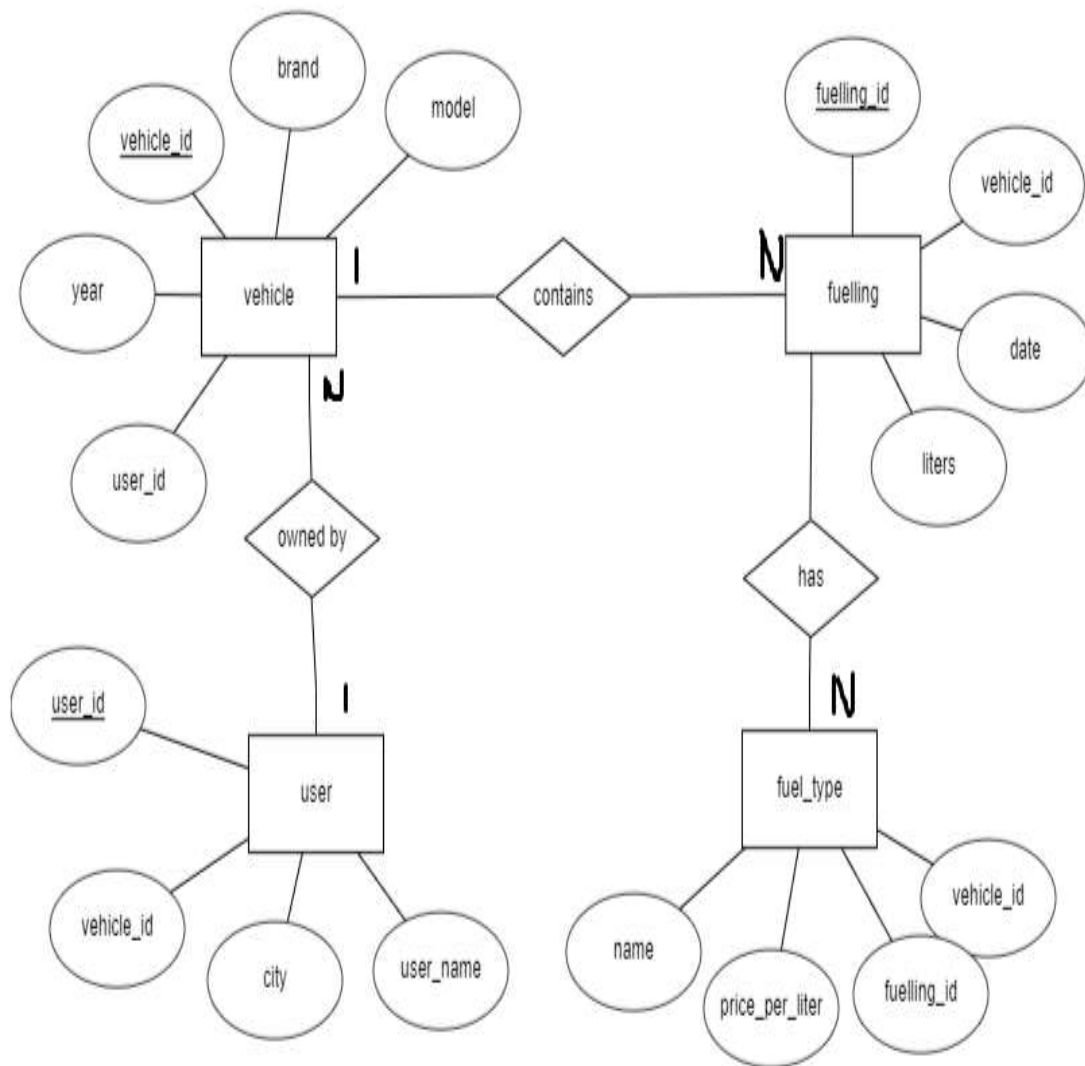 brand
model
vehicle_id
year
vehicle
user_id
1
contains
N
fuelling
fuelling_id
vehicle_id
date
liters
N
owned by
1
has
N
user_id
user
vehicle_id
city
user_name
fuel_type
name
price_per_liter
fuelling_id
vehicle_id